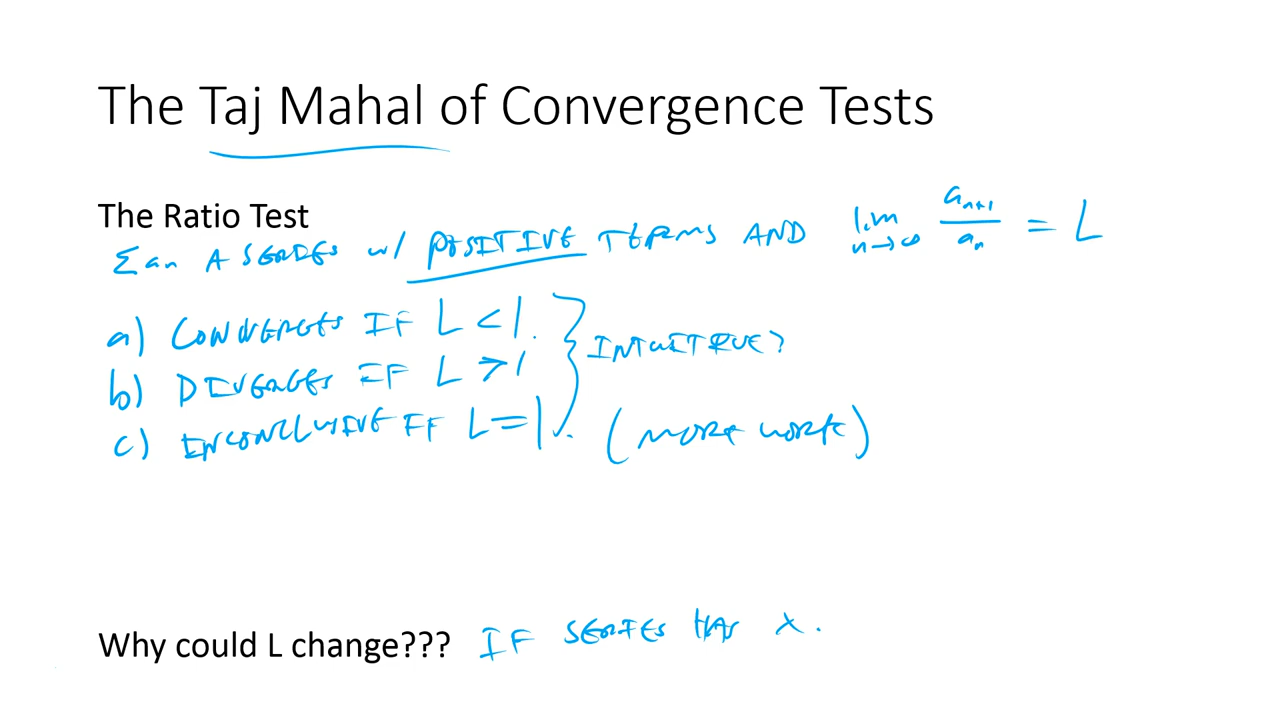 The Taj Mahal of Convergence Tests
The Ratio Test
Σ an A SERIES w/ POSITIVE TERMS AND lim n→∞ an+1/an = L
a) CONVERGES IF L < 1.
b) DIVERGES IF L > 1
c) INCONCLUSIVE IF L = 1.
INTUITIVE?
(MORE WORK)
Why could L change??? IF SERIES HAS x.